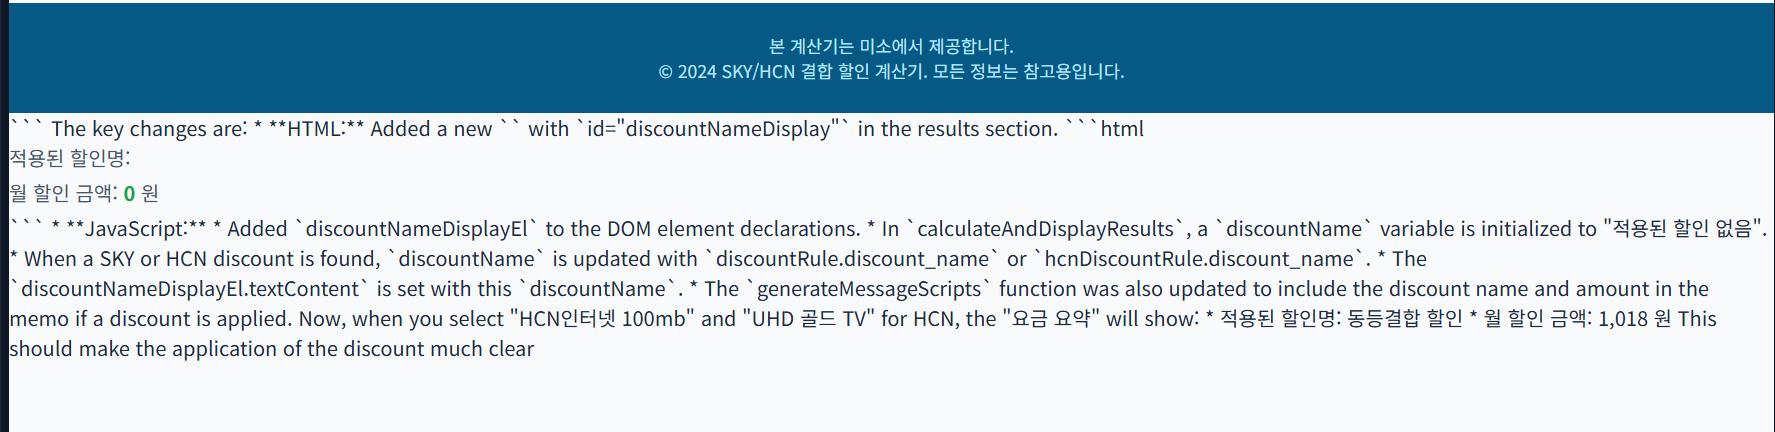 본 계산기는 미소에서 제공합니다.
© 2024 SKY/HCN 결합 할인 계산기. 모든 정보는 참고용입니다.
``` The key changes are: * **HTML:** Added a new `` with `id="discountNameDisplay"` in the results section. ```html
적용된 할인명:
월 할인 금액: 0 원
``` * **JavaScript:** * Added `discountNameDisplayEl` to the DOM element declarations. * In `calculateAndDisplayResults`, a `discountName` variable is initialized to "적용된 할인 없음".
* When a SKY or HCN discount is found, `discountName` is updated with `discountRule.discount_name` or `hcnDiscountRule.discount_name`. * The
`discountNameDisplayEl.textContent` is set with this `discountName`. * The `generateMessageScripts` function was also updated to include the discount name and amount in the
memo if a discount is applied. Now, when you select "HCN인터넷 100mb" and "UHD 골드 TV" for HCN, the "요금 요약" will show: * 적용된 할인명: 동등결합 할인 * 월 할인 금액: 1,018 원 This
should make the application of the discount much clear